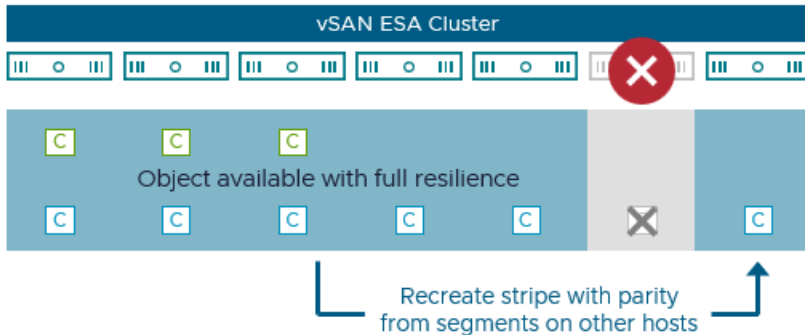 vSAN ESA Cluster
C C C
Object available with full resilience
C C C C C C
Recreate stripe with parity
from segments on other hosts